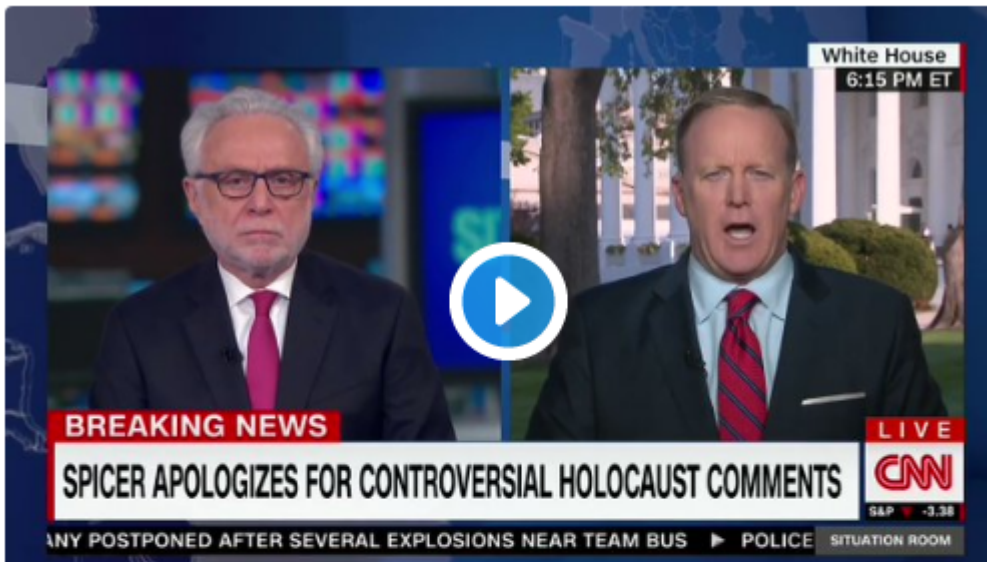 White House
6:15 PM ET
BREAKING NEWS
SPICER APOLOGIZES FOR CONTROVERSIAL HOLOCAUST COMMENTS
LIVE
CNN
S&P ▼ -3.38
ANY POSTPONED AFTER SEVERAL EXPLOSIONS NEAR TEAM BUS ► POLICE
SITUATION ROOM